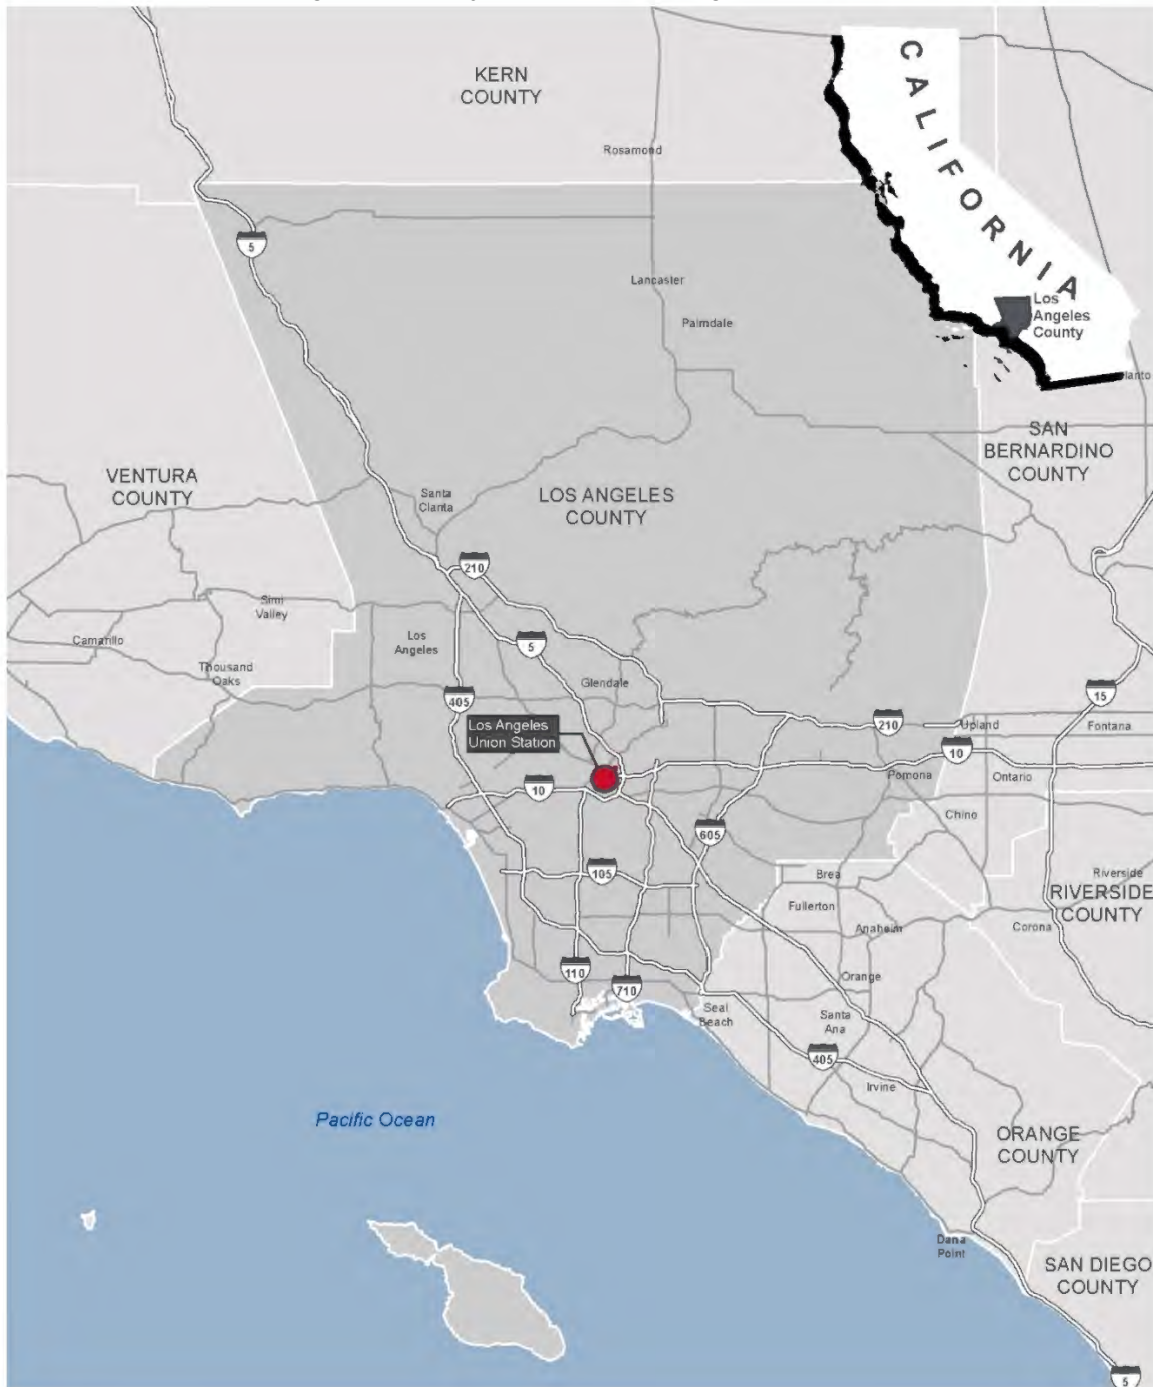 KERN
COUNTY
Rosamond
CALIFORNIA
Los
Angeles
County
5
Lancaster
Palmdale
lanto
SAN
BERNARDINO
COUNTY
VENTURA
COUNTY
Santa
Clarita
LOS ANGELES
COUNTY
210
Simi
Valley
Camarillo
Los
Angeles
5
Thousand
Oaks
Glendale
405
15
Los Angeles
Union Station
210
Upland
Fontana
10
Pomona
Ontario
10
Chino
605
105
Brea
Riverside
RIVERSIDE
COUNTY
Fullerton
Anaheim
Corona
110
710
Orange
Seal
Beach
Santa
Ana
405
Irvine
Pacific Ocean
ORANGE
COUNTY
Dana
Point
SAN DIEGO
COUNTY
5